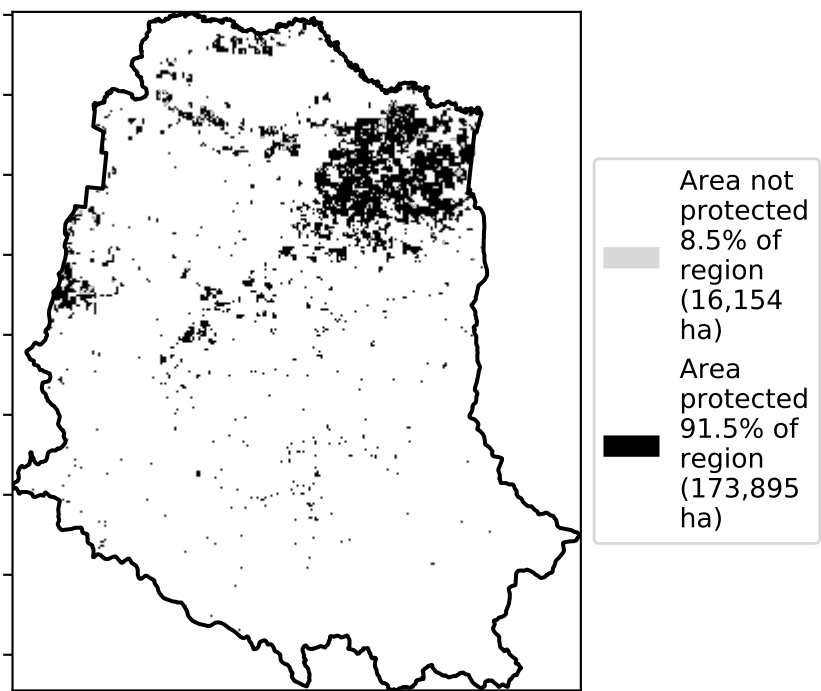 Area not
protected
8.5% of
region
(16,154
ha)
Area
protected
91.5% of
region
(173,895
ha)